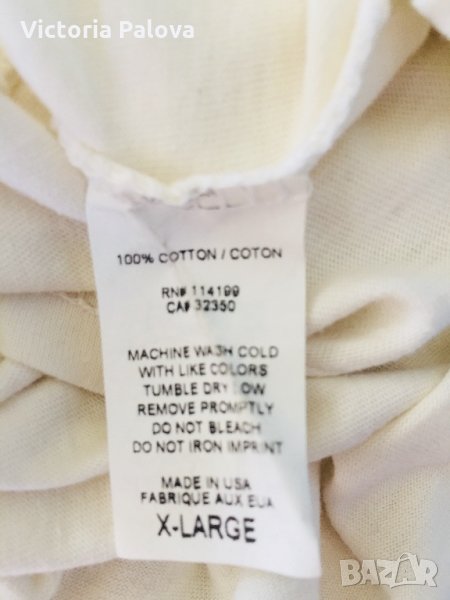 Victoria Palova
100% COTTON / COTON
RN# 114199
CA# 32350
MACHINE WASH COLD
WITH LIKE COLORS
TUMBLE DRY LOW
REMOVE PROMPTLY
DO NOT BLEACH
DO NOT IRON IMPRINT
MADE IN USA
FABRIQUE AUX EUA
X-LARGE
BAZAR